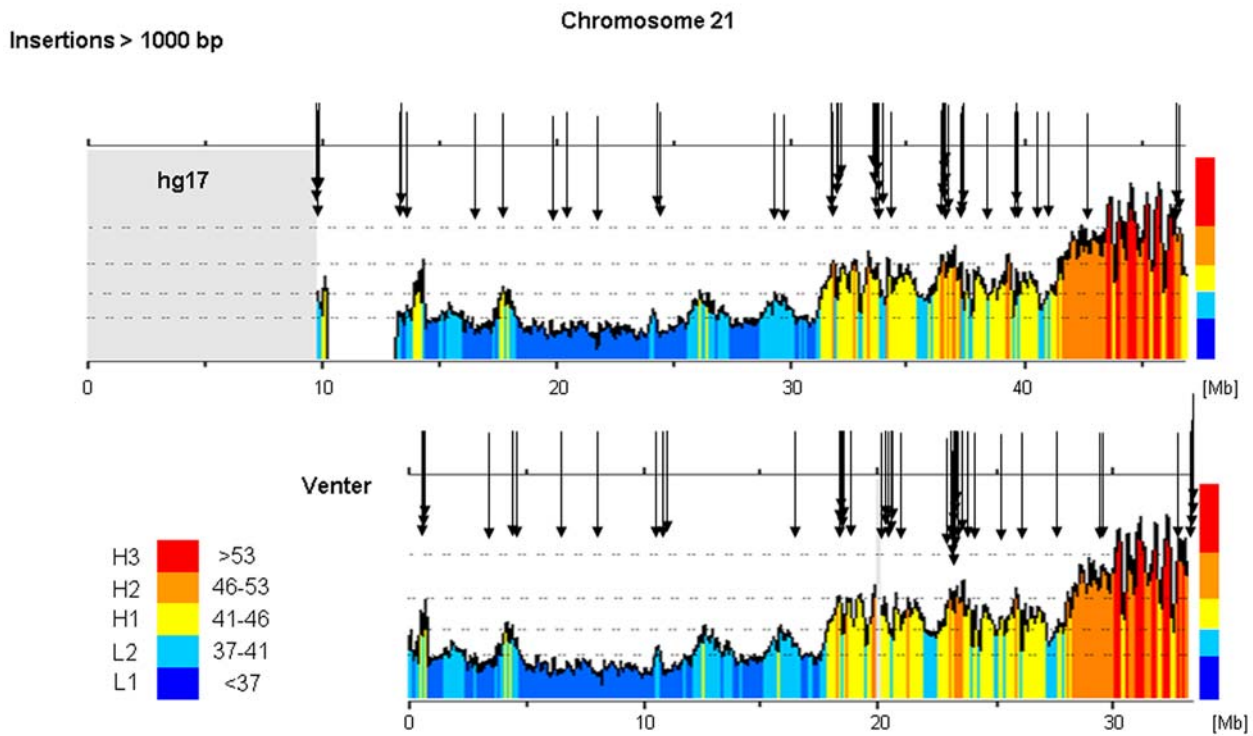 Chromosome 21
Insertions > 1000 bp
hg17
0 10 20 30 40 [Mb]
Venter
H3 >53
H2 46-53
H1 41-46
L2 37-41
L1 <37
0 10 20 30 [Mb]